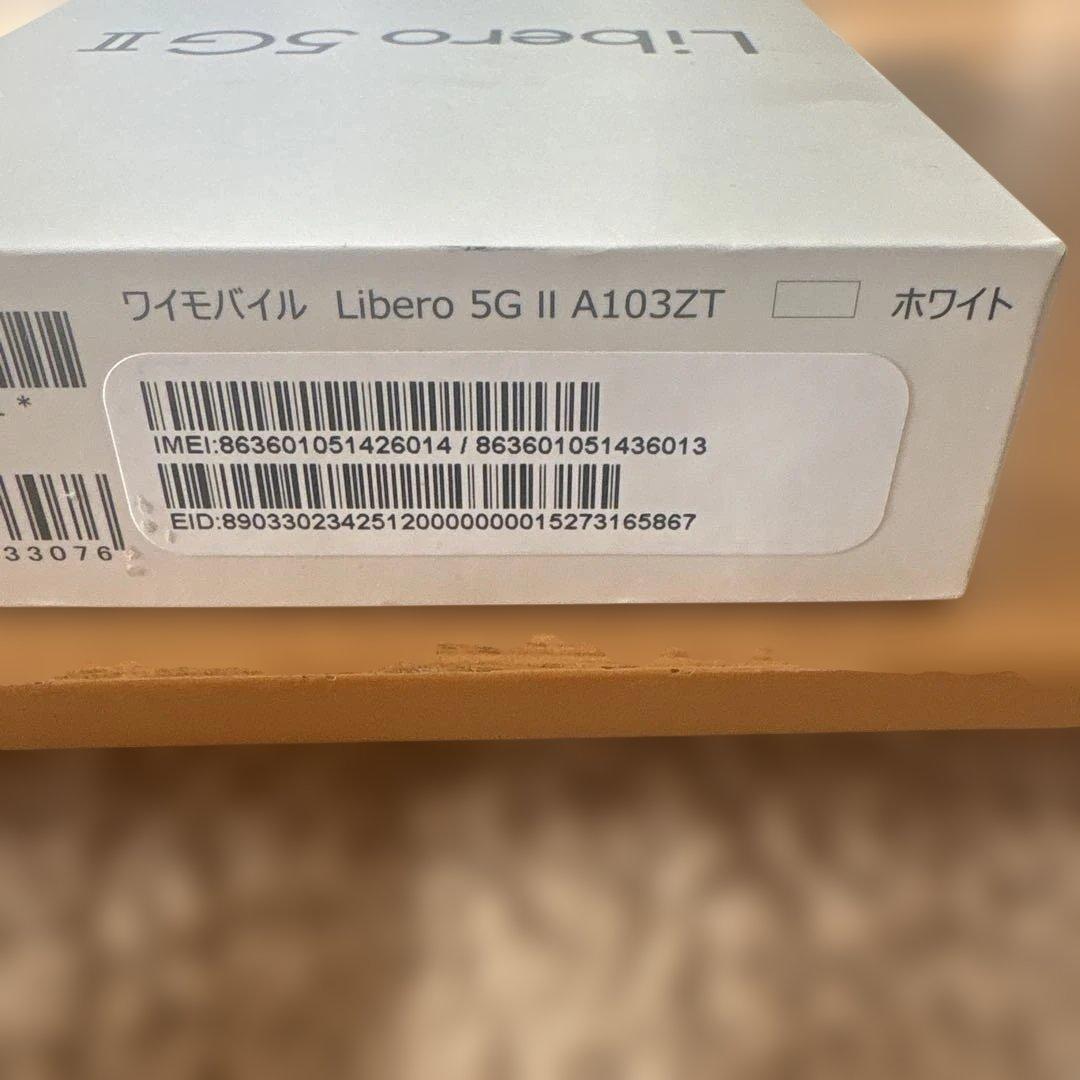 Libero 5G II
ワイモバイル Libero 5G II A103ZT ホワイト
*
IMEI:863601051426014 / 863601051436013
EID:89033023425120000000015273165867
33076